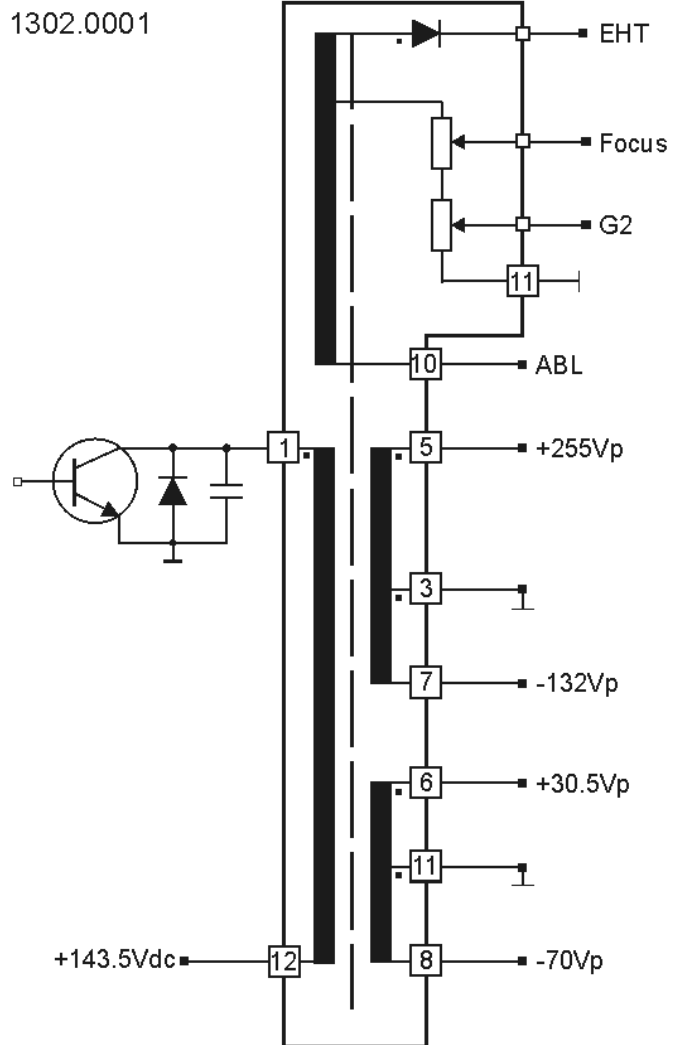 1302.0001
EHT
Focus
G2
11
10
ABL
1
5
+255Vp
3
7
-132Vp
6
+30.5Vp
11
+143.5Vdc
12
8
-70Vp